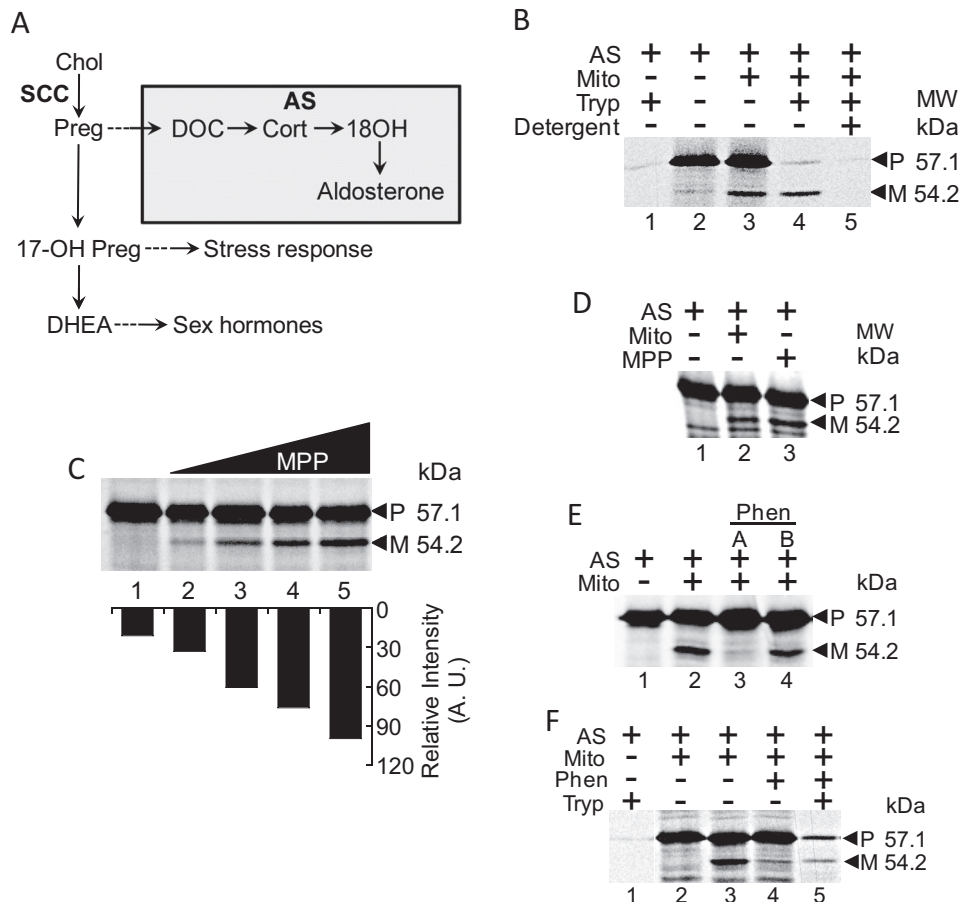 A
Chol
SCC
Preg
AS
DOC Cort 18OH
Aldosterone
17-OH Preg Stress response
DHEA Sex hormones
B
AS + + + + +
Mito - - + + +
Tryp + - - + + MW
Detergent - - - - + kDa
P 57.1
M 54.2
1 2 3 4 5
C
MPP
kDa
P 57.1
M 54.2
1 2 3 4 5
0
30
60
90
120
Relative Intensity
(A. U.)
D
AS + + +
Mito - + - MW
MPP - - + kDa
P 57.1
M 54.2
1 2 3
E
Phen
A B
AS + + + +
Mito - + + + kDa
P 57.1
M 54.2
1 2 3 4
F
AS + + + + +
Mito - + + + +
Phen - - - + +
Tryp + - - - + kDa
P 57.1
M 54.2
1 2 3 4 5